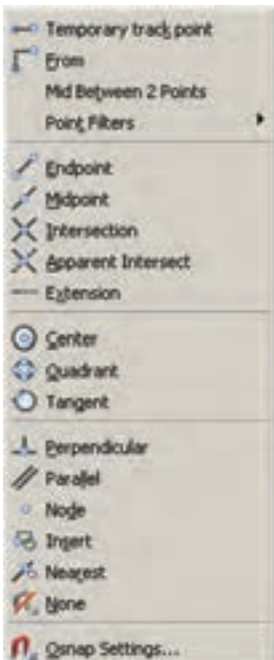 Temporary track point
From
Mid Between 2 Points
Point Filters
Endpoint
Midpoint
Intersection
Apparent Intersect
Extension
Center
Quadrant
Tangent
Perpendicular
Parallel
Node
Insert
Nearest
None
Osnap Settings...